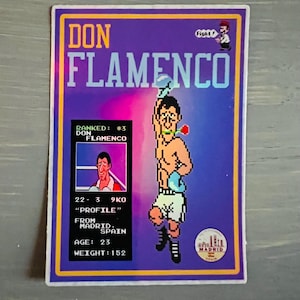 DON
Fight!
FLAMENCO
RANKED: #3
DON
FLAMENCO
22- 3 9KO
"PROFILE"
FROM
MADRID,
SPAIN
AGE: 23
WEIGHT:152
MADRID